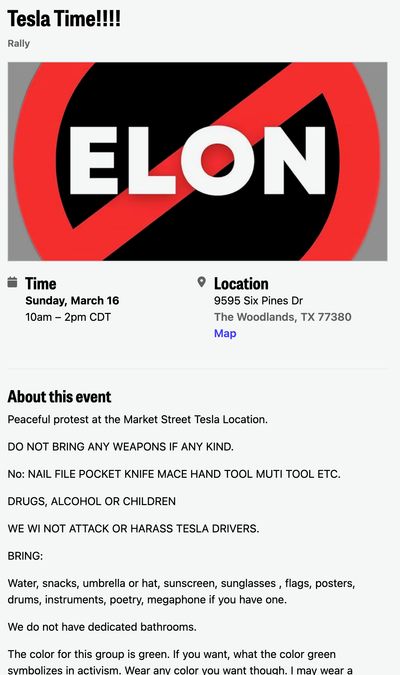 Tesla Time!!!!
Rally
ELON
Time
Sunday, March 16
10am – 2pm CDT
Location
9595 Six Pines Dr
The Woodlands, TX 77380
Map
About this event
Peaceful protest at the Market Street Tesla Location.
DO NOT BRING ANY WEAPONS IF ANY KIND.
No: NAIL FILE POCKET KNIFE MACE HAND TOOL MUTI TOOL ETC.
DRUGS, ALCOHOL OR CHILDREN
WE WI NOT ATTACK OR HARASS TESLA DRIVERS.
BRING:
Water, snacks, umbrella or hat, sunscreen, sunglasses , flags, posters,
drums, instruments, poetry, megaphone if you have one.
We do not have dedicated bathrooms.
The color for this group is green. If you want, what the color green
symbolizes in activism. Wear any color you want though. I may wear a